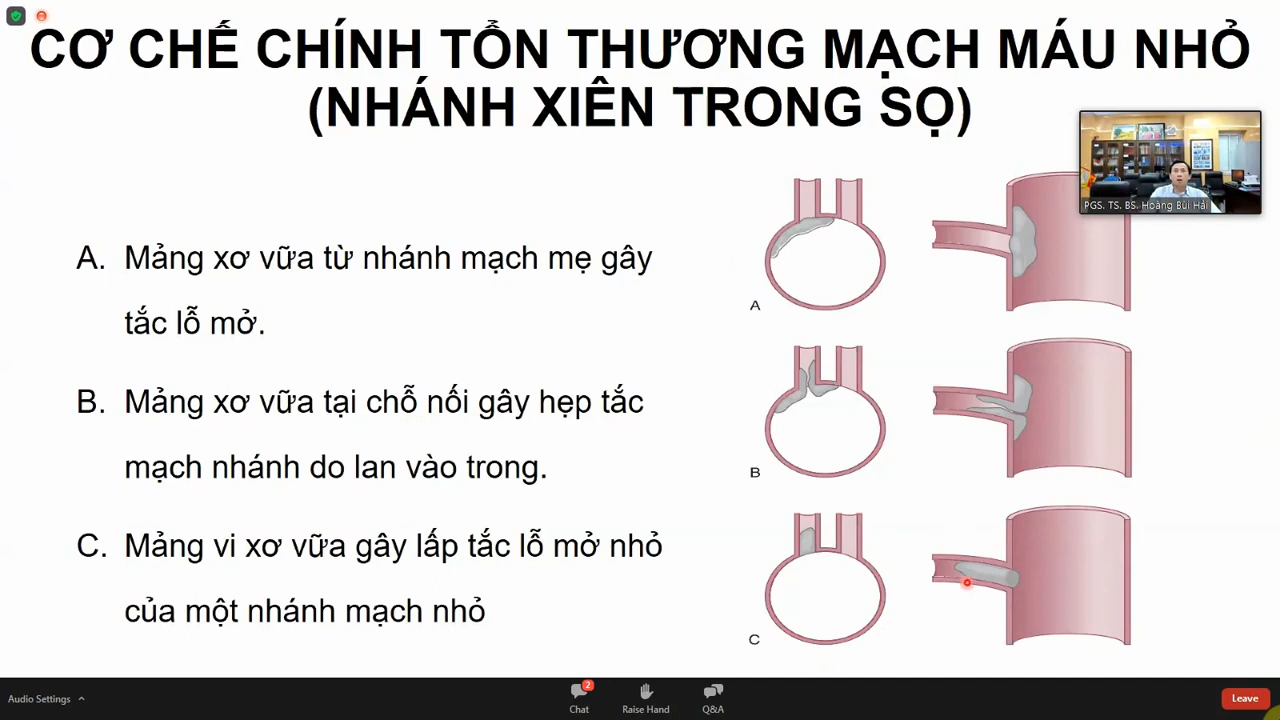 CƠ CHẾ CHÍNH TỔN THƯƠNG MẠCH MÁU NHỎ
(NHÁNH XIÊN TRONG SỌ)
PGS. TS. BS. Hoàng Bùi Hải
A. Mảng xơ vữa từ nhánh mạch mẹ gây
tắc lỗ mở.
B. Mảng xơ vữa tại chỗ nối gây hẹp tắc
mạch nhánh do lan vào trong.
C. Mảng vi xơ vữa gây lấp tắc lỗ mở nhỏ
của một nhánh mạch nhỏ
A
B
C
Audio Settings
2
Chat
Raise Hand
Q&A
Leave